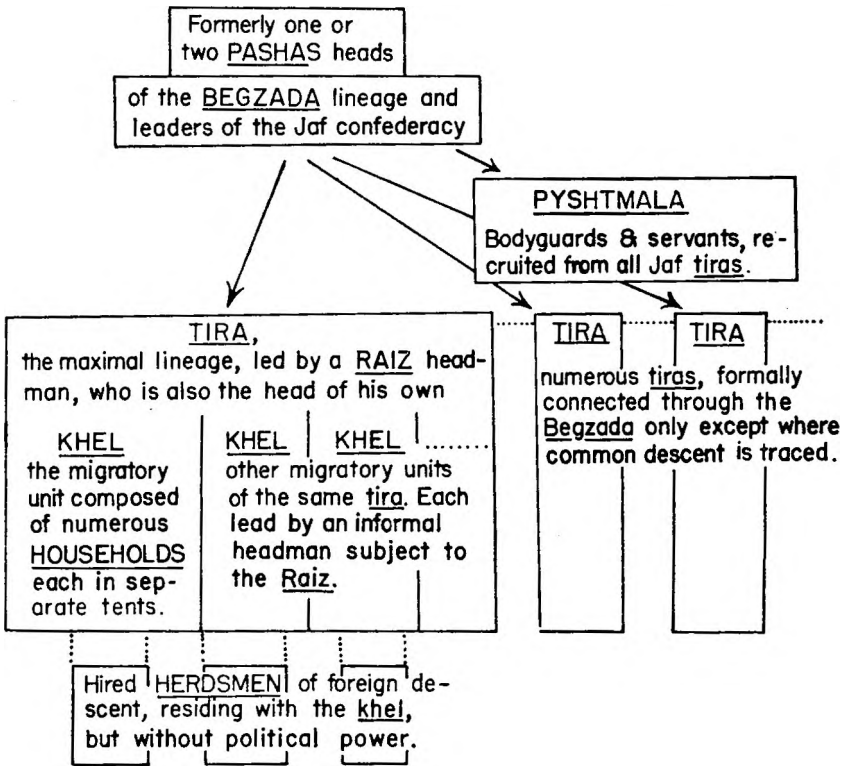 Formerly one or
two PASHAS heads
of the BEGZADA lineage and
leaders of the Jaf confederacy
PYSHTMALA
Bodyguards & servants, re-
cruited from all Jaf tiras.
TIRA,
the maximal lineage, led by a RAIZ head-
man, who is also the head of his own
KHEL
the migratory
unit composed
of numerous
HOUSEHOLDS
each in sep-
arate tents.
KHEL KHEL
other migratory units
of the same tira. Each
lead by an informal
headman subject to
the Raiz.
TIRA TIRA
numerous tiras, formally
connected through the
Begzada only except where
common descent is traced.
Hired HERDSMEN of foreign de-
scent, residing with the khel,
but without political power.